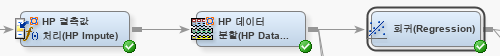 HP 결측값
처리(HP Impute)
HP 데이터
분할(HP Data...
회귀(Regression)